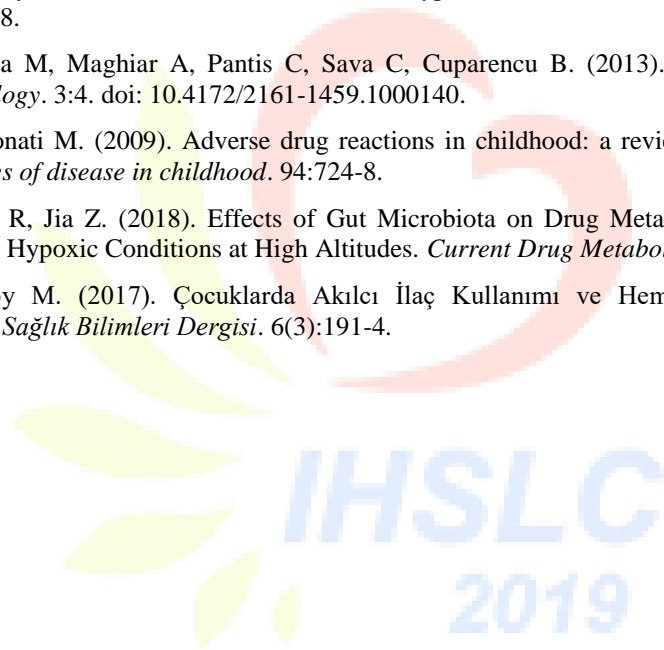 8.
a M, Maghiar A, Pantis C, Sava C, Cuparencu B. (2013).
logy. 3:4. doi: 10.4172/2161-1459.1000140.
onati M. (2009). Adverse drug reactions in childhood: a revie
es of disease in childhood. 94:724-8.
R, Jia Z. (2018). Effects of Gut Microbiota on Drug Meta
Hypoxic Conditions at High Altitudes. Current Drug Metabol
oy M. (2017). Çocuklarda Akılcı İlaç Kullanımı ve Hem
Sağlık Bilimleri Dergisi. 6(3):191-4.
IHSLC
2019